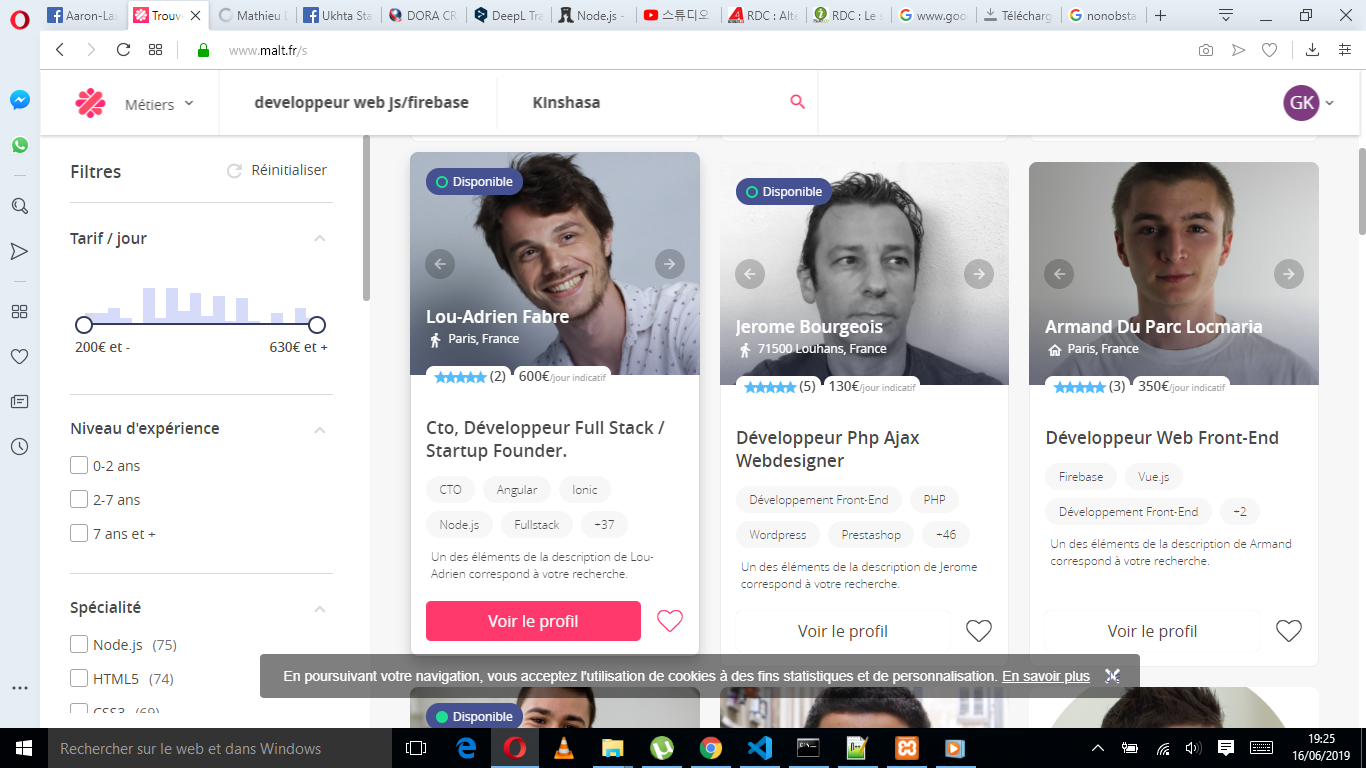 Aaron-Lax
Trouv
Mathieu
Ukhta Sta
DORA CR
DeepL Tra
Node.js -
스튜디오
RDC : Alte
RDC : Le s
www.goo
Télécharg
nonobsta
www.malt.fr/s
Métiers
developpeur web js/firebase
KInshasa
GK
Filtres
Réinitialiser
Tarif / jour
200€ et -
630€ et +
Niveau d'expérience
0-2 ans
2-7 ans
7 ans et +
Spécialité
Node.js (75)
HTML5 (74)
CSS3 (69)
Disponible
Lou-Adrien Fabre
Paris, France
(2) 600€/jour indicatif
Cto, Développeur Full Stack /
Startup Founder.
CTO Angular Ionic
Node.js Fullstack +37
Un des éléments de la description de Lou-
Adrien correspond à votre recherche.
Voir le profil
Disponible
Jerome Bourgeois
71500 Louhans, France
(5) 130€/jour indicatif
Développeur Php Ajax
Webdesigner
Développement Front-End PHP
Wordpress Prestashop +46
Un des éléments de la description de Jerome
correspond à votre recherche.
Voir le profil
Armand Du Parc Locmaria
Paris, France
(3) 350€/jour indicatif
Développeur Web Front-End
Firebase Vue.js
Développement Front-End +2
Un des éléments de la description de Armand
correspond à votre recherche.
Voir le profil
En poursuivant votre navigation, vous acceptez l'utilisation de cookies à des fins statistiques et de personnalisation. En savoir plus
Disponible
Rechercher sur le web et dans Windows
19:25
16/06/2019